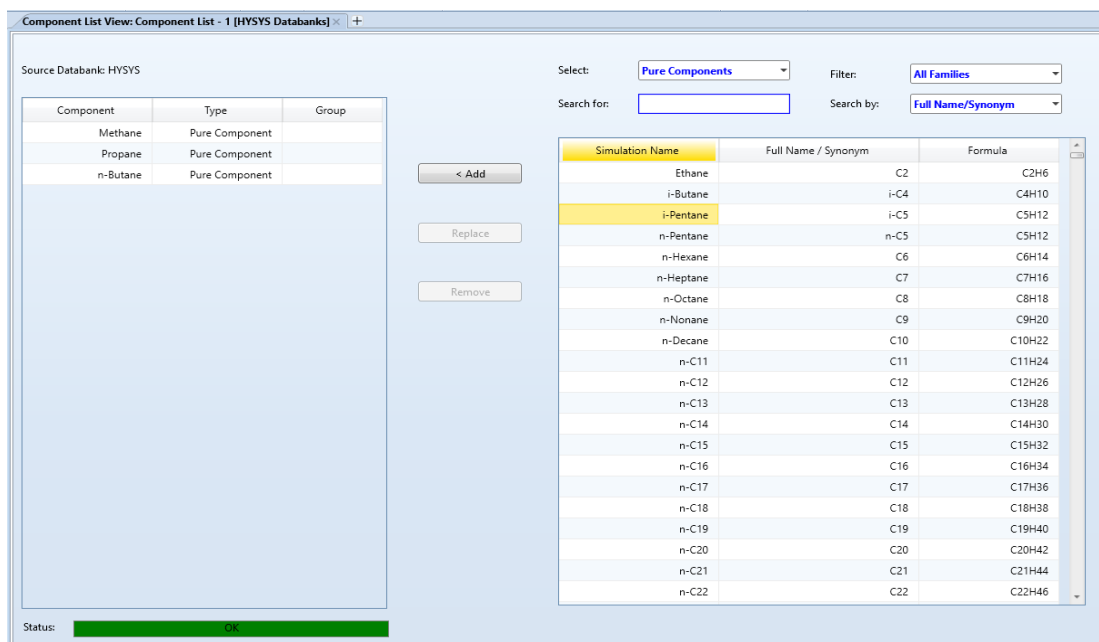 Component List View: Component List - 1 [HYSYS Databanks] × +
Source Databank: HYSYS
Select: Pure Components Filter: All Families
Search for: Search by: Full Name/Synonym
Component Type Group
Methane Pure Component
Propane Pure Component
n-Butane Pure Component
< Add
Replace
Remove
Simulation Name Full Name / Synonym Formula
Ethane C2 C2H6
i-Butane i-C4 C4H10
i-Pentane i-C5 C5H12
n-Pentane n-C5 C5H12
n-Hexane C6 C6H14
n-Heptane C7 C7H16
n-Octane C8 C8H18
n-Nonane C9 C9H20
n-Decane C10 C10H22
n-C11 C11 C11H24
n-C12 C12 C12H26
n-C13 C13 C13H28
n-C14 C14 C14H30
n-C15 C15 C15H32
n-C16 C16 C16H34
n-C17 C17 C17H36
n-C18 C18 C18H38
n-C19 C19 C19H40
n-C20 C20 C20H42
n-C21 C21 C21H44
n-C22 C22 C22H46
Status: OK